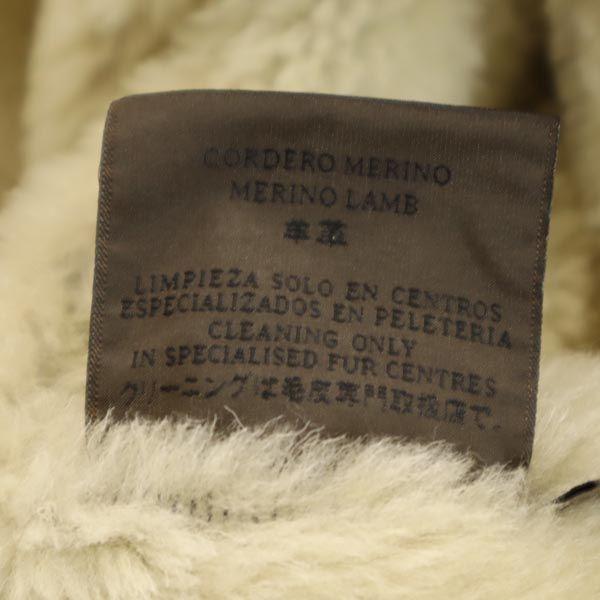 CORDERO MERINO
MERINO LAMB
羊革
LIMPIEZA SOLO EN CENTROS
ESPECIALIZADOS EN PELETERIA
CLEANING ONLY
IN SPECIALISED FUR CENTRES
クリーニングは毛皮専門取扱店で。